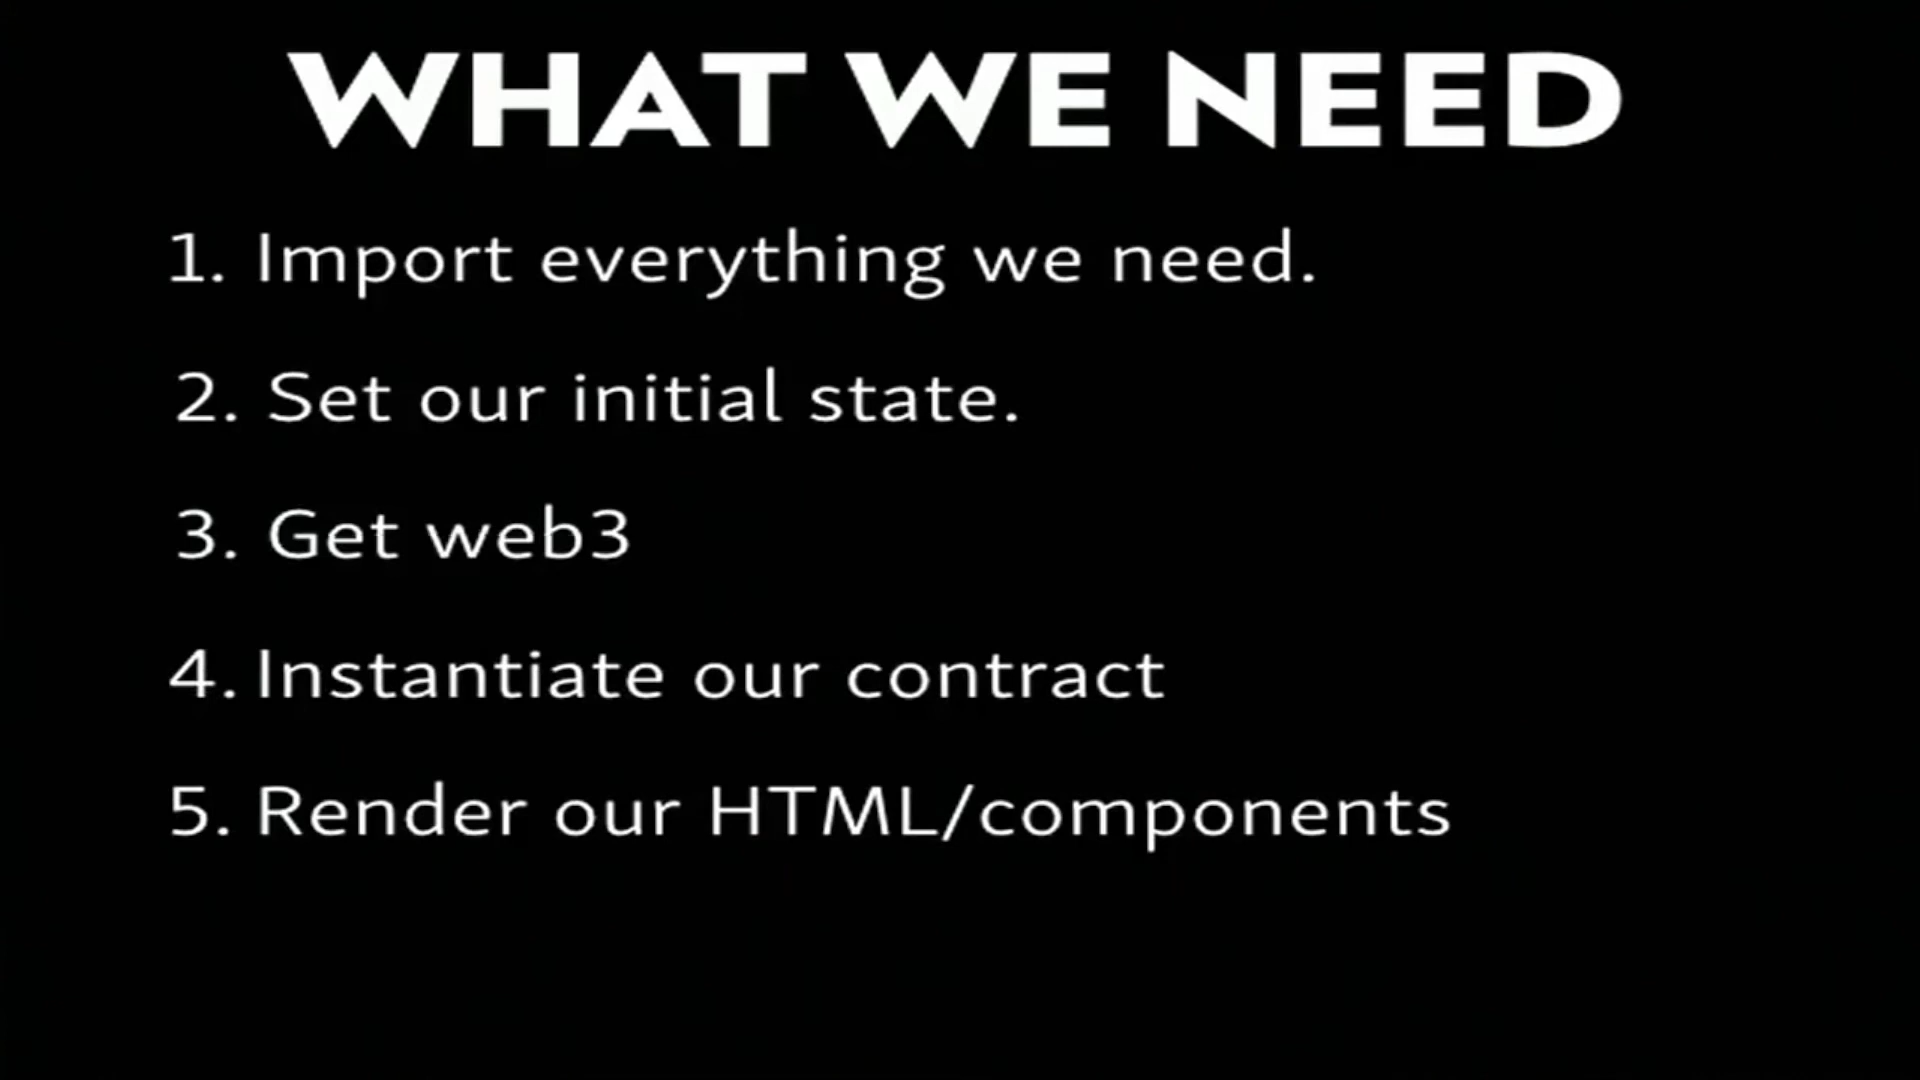 WHAT WE NEED
1. Import everything we need.
2. Set our initial state.
3. Get web3
4. Instantiate our contract
5. Render our HTML/components